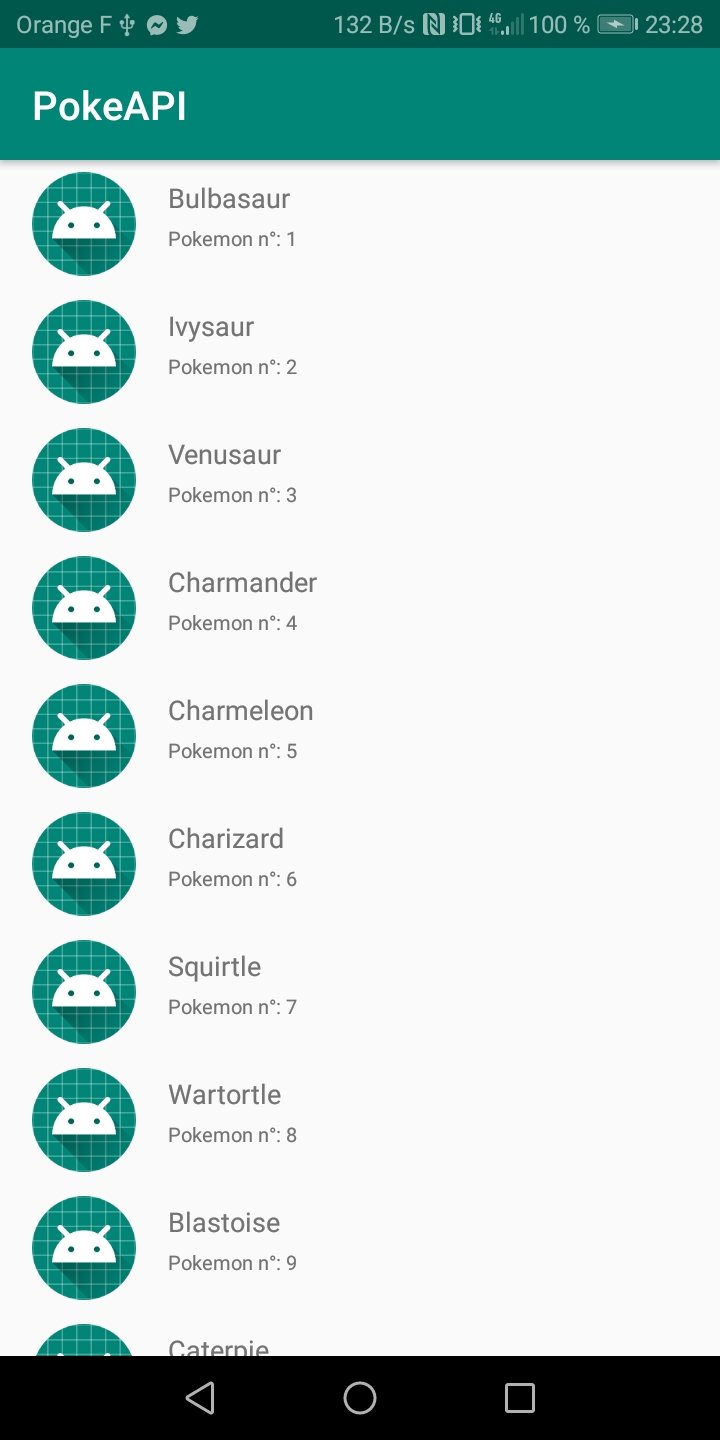 Orange F 132 B/s 4G 100 % 23:28
PokeAPI
Bulbasaur
Pokemon n°: 1
Ivysaur
Pokemon n°: 2
Venusaur
Pokemon n°: 3
Charmander
Pokemon n°: 4
Charmeleon
Pokemon n°: 5
Charizard
Pokemon n°: 6
Squirtle
Pokemon n°: 7
Wartortle
Pokemon n°: 8
Blastoise
Pokemon n°: 9
Caterpie